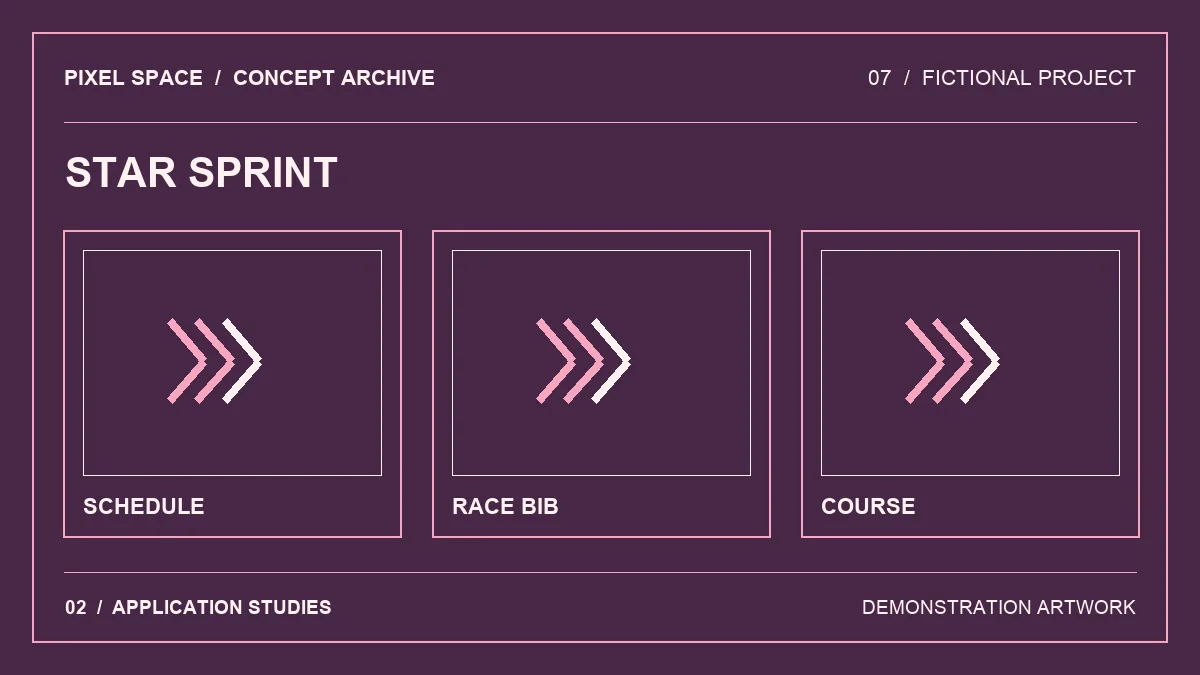 PIXEL SPACE / CONCEPT ARCHIVE
07 / FICTIONAL PROJECT
STAR SPRINT
SCHEDULE
RACE BIB
COURSE
02 / APPLICATION STUDIES
DEMONSTRATION ARTWORK